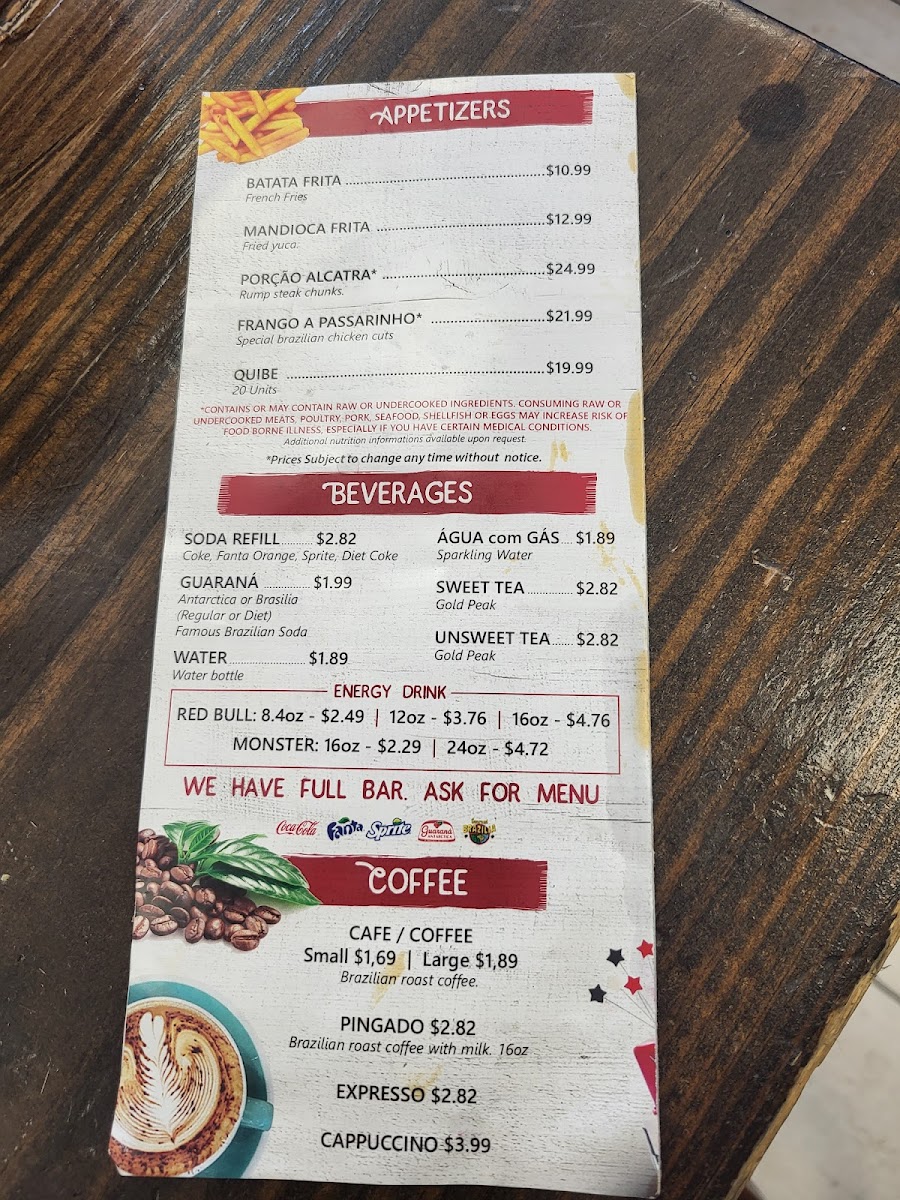 APPETIZERS
BATATA FRITA ........ $10.99
French Fries
MANDIOCA FRITA ........ $12.99
Fried yuca.
PORÇÃO ALCATRA* ........ $24.99
Rump steak chunks.
FRANGO A PASSARINHO* ........ $21.99
Special brazilian chicken cuts
QUIBE ........ $19.99
20 Units
*CONTAINS OR MAY CONTAIN RAW OR UNDERCOOKED INGREDIENTS. CONSUMING RAW OR
UNDERCOOKED MEATS, POULTRY, PORK, SEAFOOD, SHELLFISH OR EGGS MAY INCREASE RISK OF
FOOD BORNE ILLNESS, ESPECIALLY IF YOU HAVE CERTAIN MEDICAL CONDITIONS.
Additional nutrition informations available upon request.
*Prices Subject to change any time without notice.
BEVERAGES
SODA REFILL ........ $2.82
Coke, Fanta Orange, Sprite, Diet Coke
GUARANÁ ........ $1.99
Antarctica or Brasilia
(Regular or Diet)
Famous Brazilian Soda
WATER ........ $1.89
Water bottle
ÁGUA com GÁS .... $1.89
Sparkling Water
SWEET TEA ........ $2.82
Gold Peak
UNSWEET TEA ...... $2.82
Gold Peak
ENERGY DRINK
RED BULL: 8.4oz - $2.49 | 12oz - $3.76 | 16oz - $4.76
MONSTER: 16oz - $2.29 | 24oz - $4.72
WE HAVE FULL BAR. ASK FOR MENU
Coca-Cola Fanta Sprite Guaraná ANTARCTICA BRAZILIA
COFFEE
CAFE / COFFEE
Small $1,69 | Large $1,89
Brazilian roast coffee.
PINGADO $2.82
Brazilian roast coffee with milk. 16oz
EXPRESSO $2.82
CAPPUCCINO $3.99